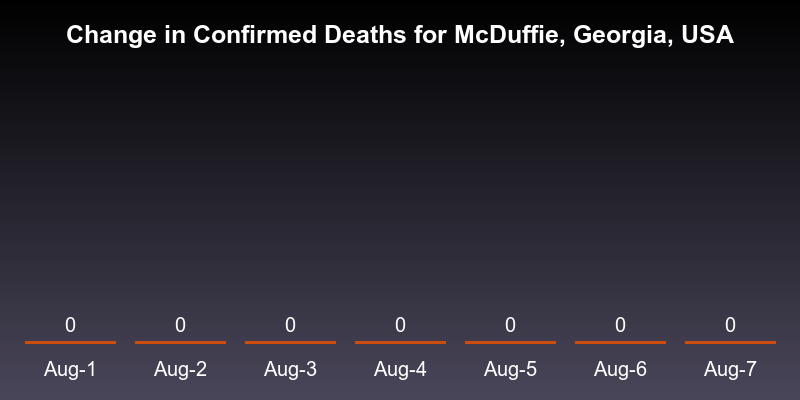 Change in Confirmed Deaths for McDuffie, Georgia, USA
0 0 0 0 0 0 0
Aug-1 Aug-2 Aug-3 Aug-4 Aug-5 Aug-6 Aug-7